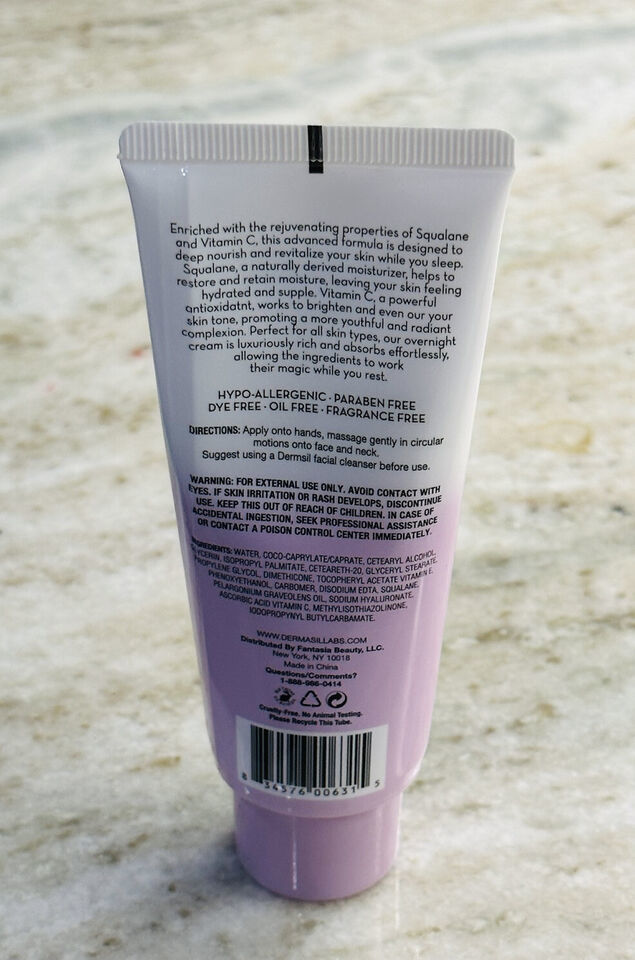 Enriched with the rejuvenating properties of Squalane
and Vitamin C, this advanced formula is designed to
deep nourish and revitalize your skin while you sleep.
Squalane, a naturally derived moisturizer, helps to
restore and retain moisture, leaving your skin feeling
hydrated and supple. Vitamin C, a powerful
antioxidatnt, works to brighten and even our your
skin tone, promoting a more youthful and radiant
complexion. Perfect for all skin types, our overnight
cream is luxuriously rich and absorbs effortlessly,
allowing the ingredients to work
their magic while you rest.
HYPO-ALLERGENIC · PARABEN FREE
DYE FREE · OIL FREE · FRAGRANCE FREE
DIRECTIONS: Apply onto hands, massage gently in circular
motions onto face and neck.
Suggest using a Dermsil facial cleanser before use.
WARNING: FOR EXTERNAL USE ONLY. AVOID CONTACT WITH
EYES. IF SKIN IRRITATION OR RASH DEVELOPS, DISCONTINUE
USE. KEEP THIS OUT OF REACH OF CHILDREN. IN CASE OF
ACCIDENTAL INGESTION, SEEK PROFESSIONAL ASSISTANCE
OR CONTACT A POISON CONTROL CENTER IMMEDIATELY.
INGREDIENTS: WATER, COCO-CAPRYLATE/CAPRATE, CETEARYL ALCOHOL,
GLYCERIN, ISOPROPYL PALMITATE, CETEARETH-20, GLYCERYL STEARATE,
PROPYLENE GLYCOL, DIMETHICONE, TOCOPHERYL ACETATE VITAMIN E,
PHENOXYETHANOL, CARBOMER, DISODIUM EDTA, SQUALANE,
PELARGONIUM GRAVEOLENS OIL, SODIUM HYALURONATE,
ASCORBIC ACID VITAMIN C, METHYLISOTHIAZOLINONE,
IODOPROPYNYL BUTYLCARBAMATE.
WWW.DERMASILLABS.COM
Distributed By Fantasia Beauty, LLC.
New York, NY 10018
Made in China
Questions/Comments?
1-888-966-0414
Cruelty-Free. No Animal Testing.
Please Recycle This Tube.
8 34576 00631 5